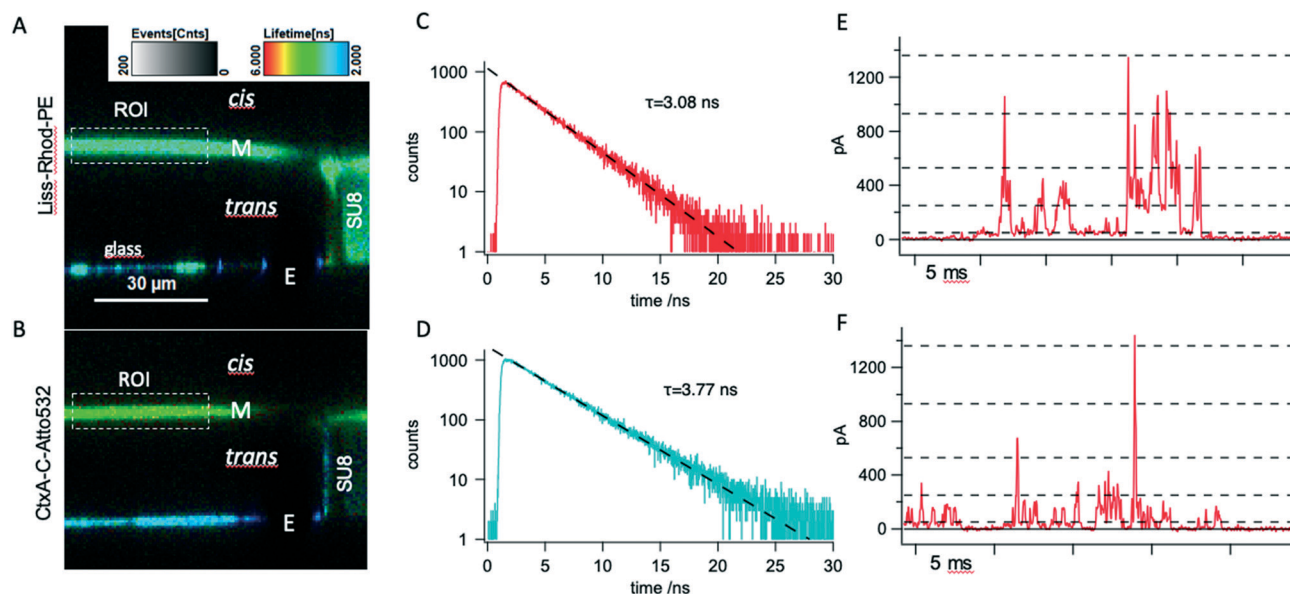 A
Events[Cnts]
200
0
Lifetime[ns]
6.000
2.000
Liss-Rhod-PE
ROI
cis
M
trans
SU8
glass
30 µm
E
B
CtxA-C-Atto532
ROI
cis
M
trans
SU8
E
C
1000
100
10
1
counts
τ=3.08 ns
0
5
10
15
20
25
30
time /ns
D
1000
100
10
1
counts
τ=3.77 ns
0
5
10
15
20
25
30
time /ns
E
1200
800
400
0
pA
5 ms
F
1200
800
400
0
pA
5 ms